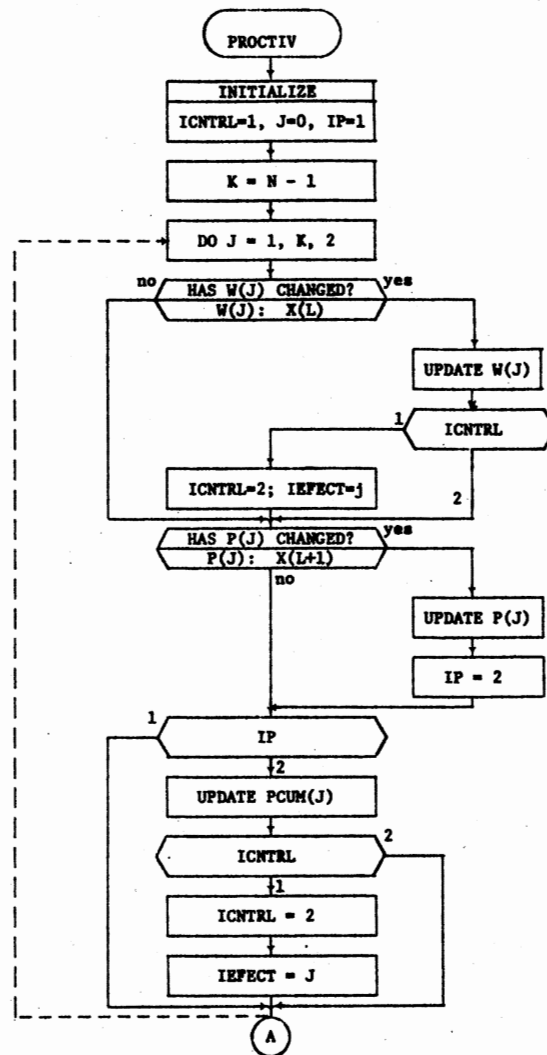 PROCTIV
INITIALIZE
ICNTRL=1, J=0, IP=1
K = N - 1
DO J = 1, K, 2
no
HAS W(J) CHANGED?
yes
W(J): X(L)
UPDATE W(J)
1
ICNTRL
ICNTRL=2; IEFECT=j
2
HAS P(J) CHANGED?
yes
P(J): X(L+1)
no
UPDATE P(J)
IP = 2
1
IP
2
UPDATE PCUM(J)
2
ICNTRL
1
ICNTRL = 2
IEFECT = J
A